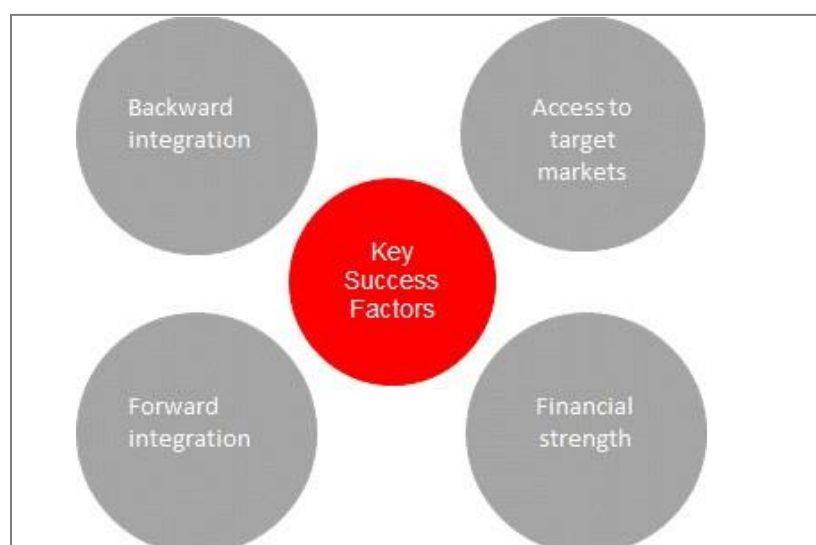 Backward
integration
Access to
target
markets
Key
Success
Factors
Forward
integration
Financial
strength